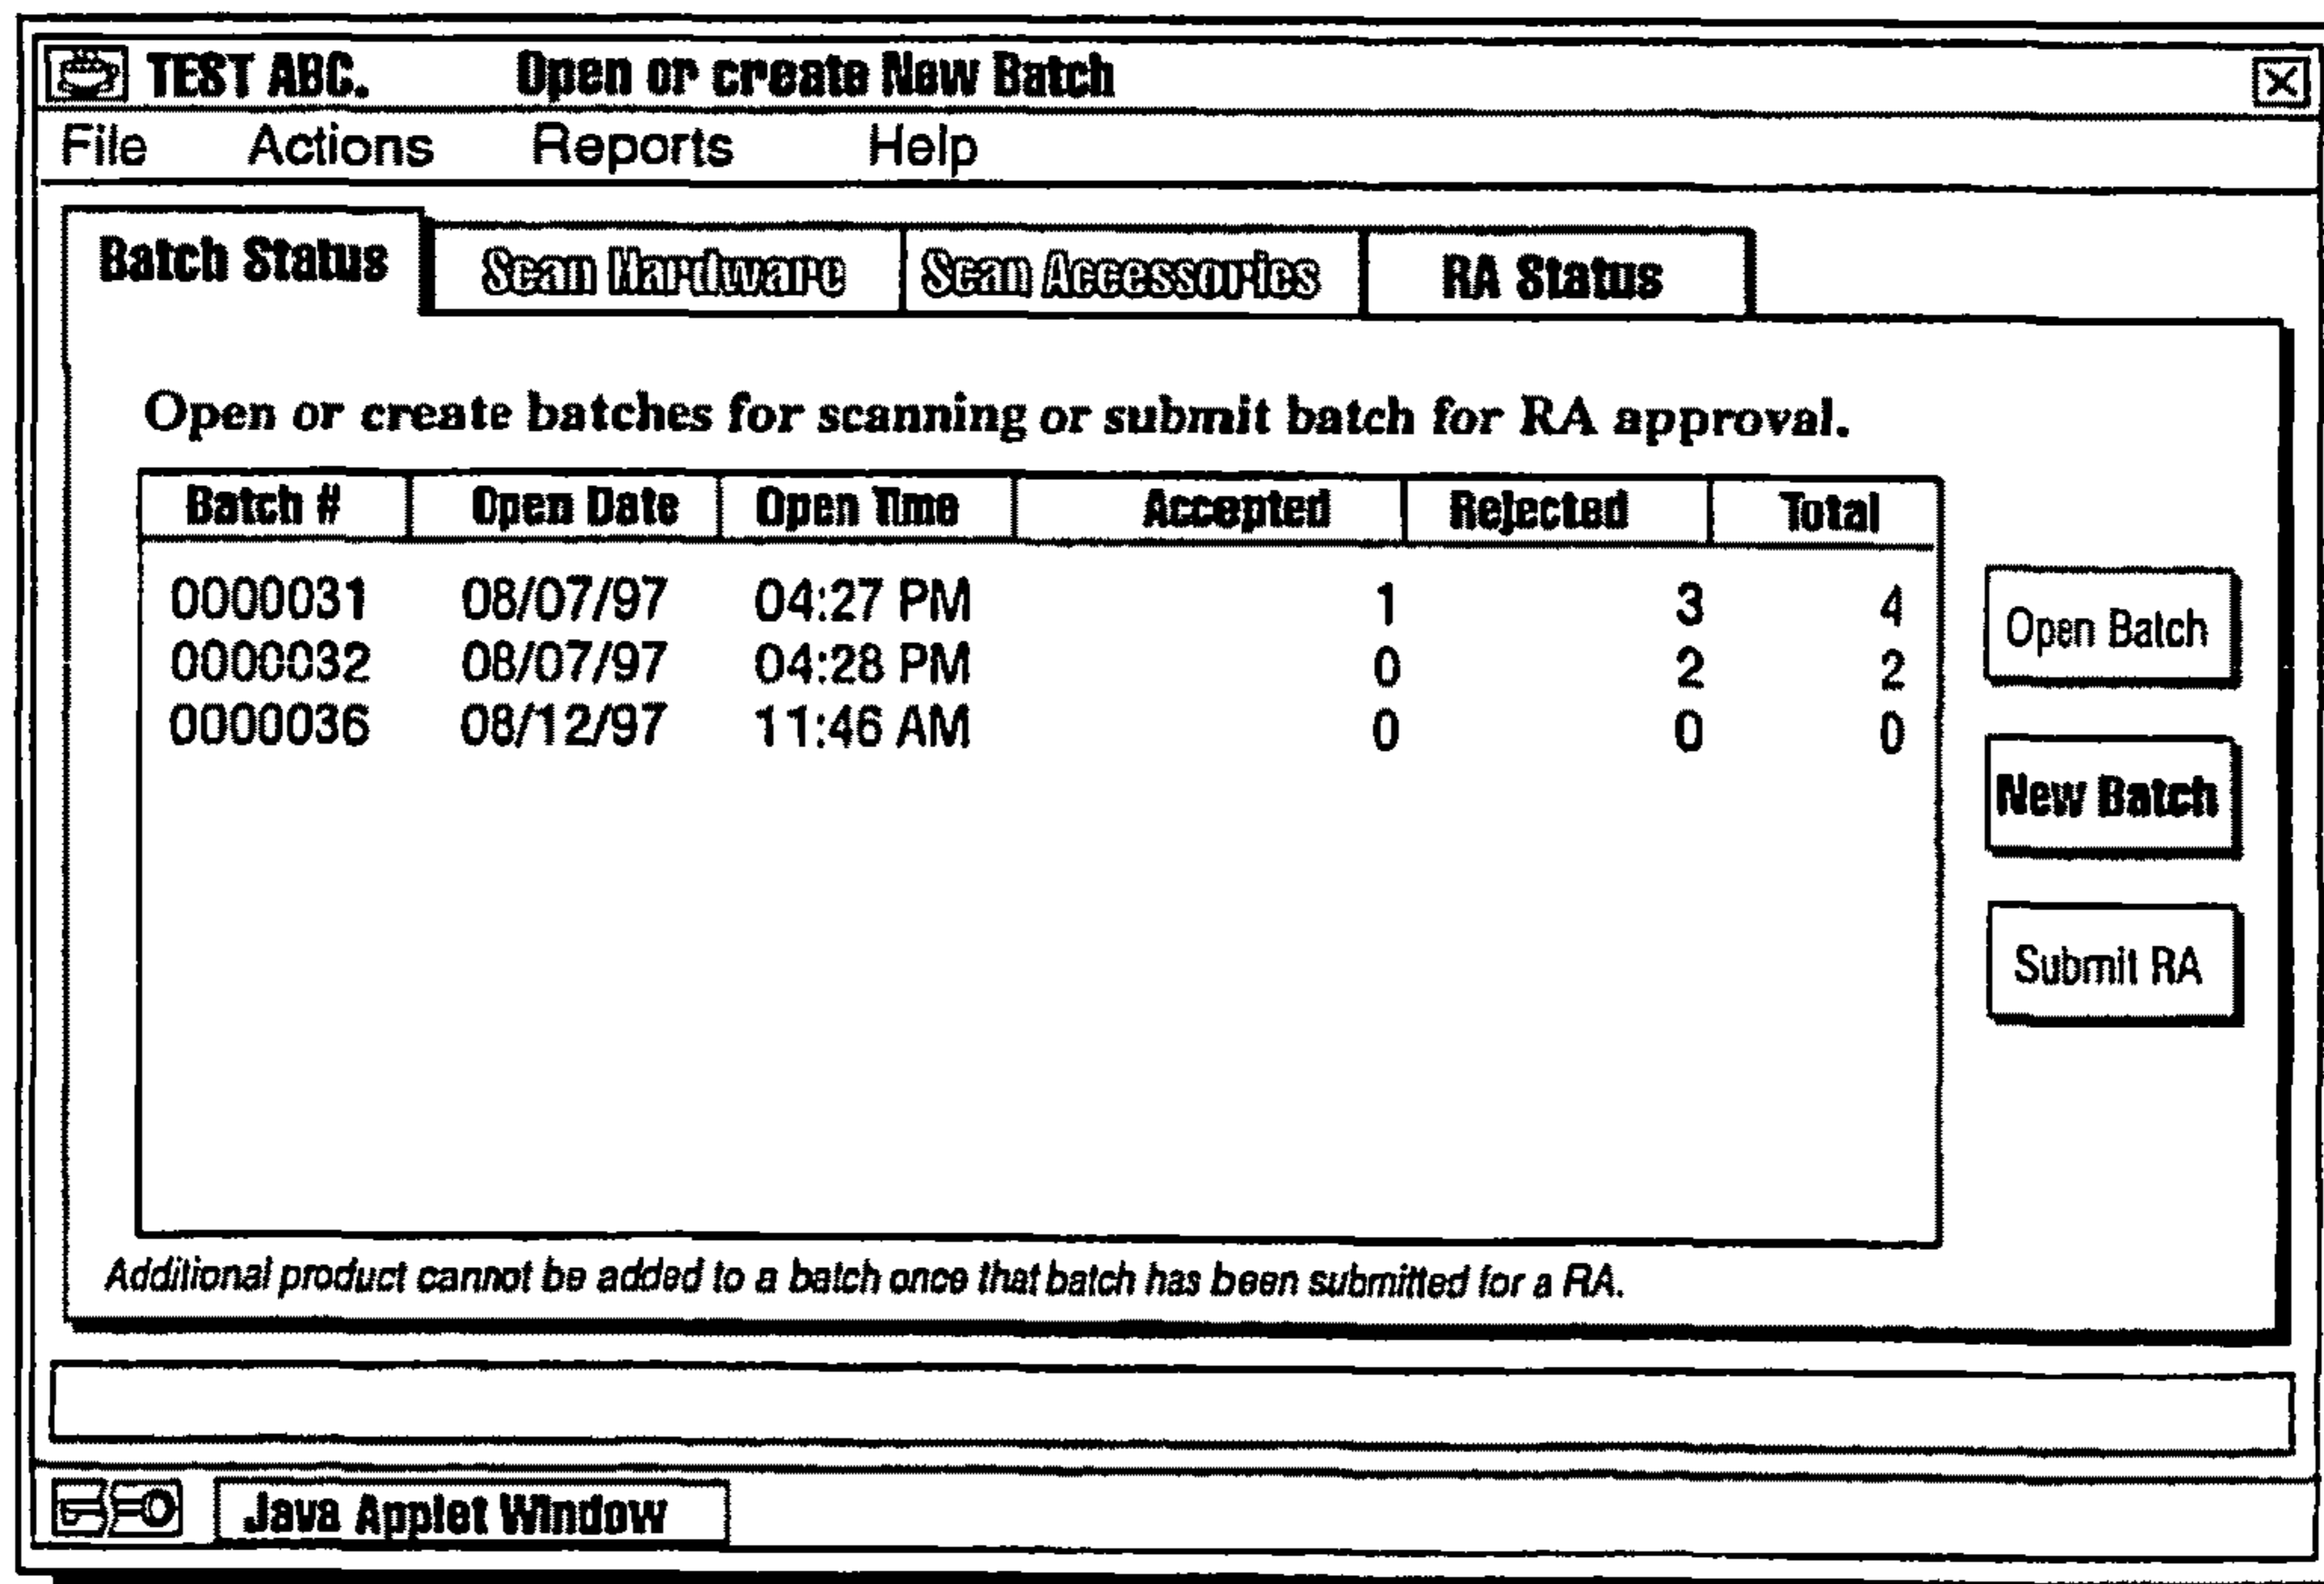 TEST ABC. Open or create New Batch
File Actions Reports Help
Batch Status Scan Hardware Scan Accessories RA Status
Open or create batches for scanning or submit batch for RA approval.
Batch # Open Date Open Time Accepted Rejected Total
0000031 08/07/97 04:27 PM 1 3 4
0000032 08/07/97 04:28 PM 0 2 2
0000036 08/12/97 11:46 AM 0 0 0
Open Batch
New Batch
Submit RA
Additional product cannot be added to a batch once that batch has been submitted for a RA.
Java Applet Window